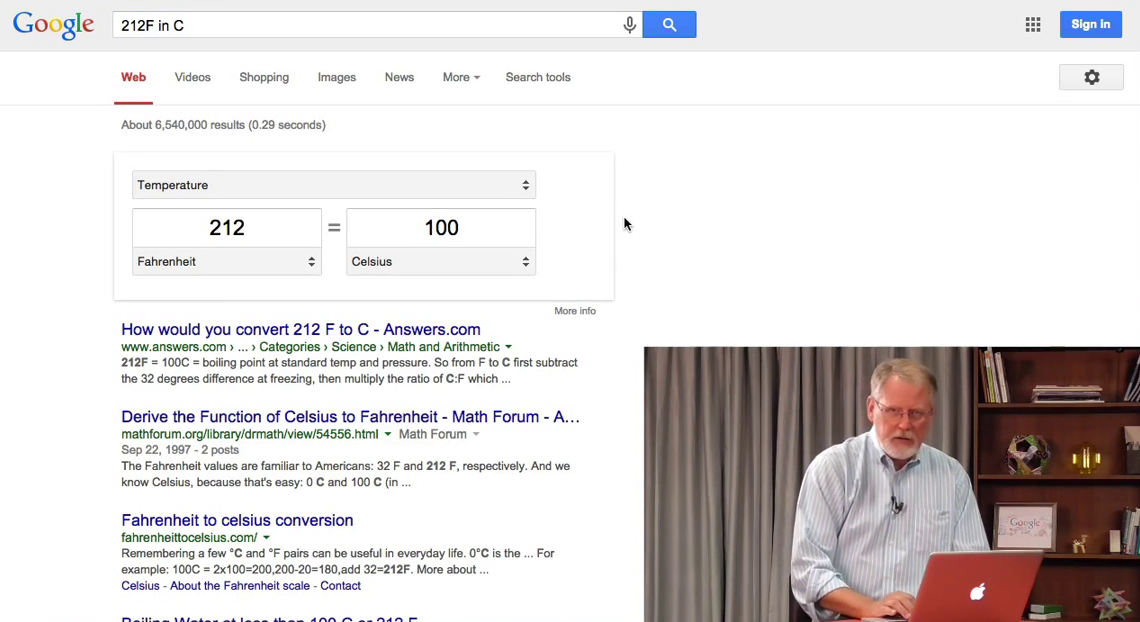 Google
212F in C
Sign in
Web Videos Shopping Images News More Search tools
About 6,540,000 results (0.29 seconds)
Temperature
212 = 100
Fahrenheit Celsius
More info
How would you convert 212 F to C - Answers.com
www.answers.com › ... › Categories › Science › Math and Arithmetic
212F = 100C = boiling point at standard temp and pressure. So from F to C first subtract
the 32 degrees difference at freezing, then multiply the ratio of C:F which ...
Derive the Function of Celsius to Fahrenheit - Math Forum - A...
mathforum.org/library/drmath/view/54556.html Math Forum
Sep 22, 1997 - 2 posts
The Fahrenheit values are familiar to Americans: 32 F and 212 F, respectively. And we
know Celsius, because that's easy: 0 C and 100 C (in ...
Fahrenheit to celsius conversion
fahrenheittocelsius.com/
Remembering a few °C and °F pairs can be useful in everyday life. 0°C is the ... For
example: 100C = 2x100=200,200-20=180,add 32=212F. More about ...
Celsius - About the Fahrenheit scale - Contact
Boiling Water at less than 100 C or 212 F
Google